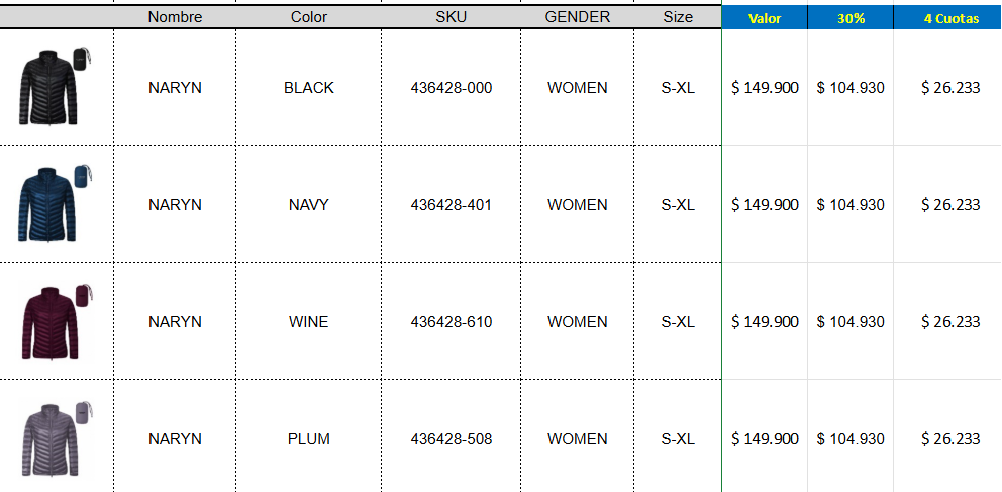 Nombre Color SKU GENDER Size Valor 30% 4 Cuotas
NARYN BLACK 436428-000 WOMEN S-XL $ 149.900 $ 104.930 $ 26.233
NARYN NAVY 436428-401 WOMEN S-XL $ 149.900 $ 104.930 $ 26.233
NARYN WINE 436428-610 WOMEN S-XL $ 149.900 $ 104.930 $ 26.233
NARYN PLUM 436428-508 WOMEN S-XL $ 149.900 $ 104.930 $ 26.233